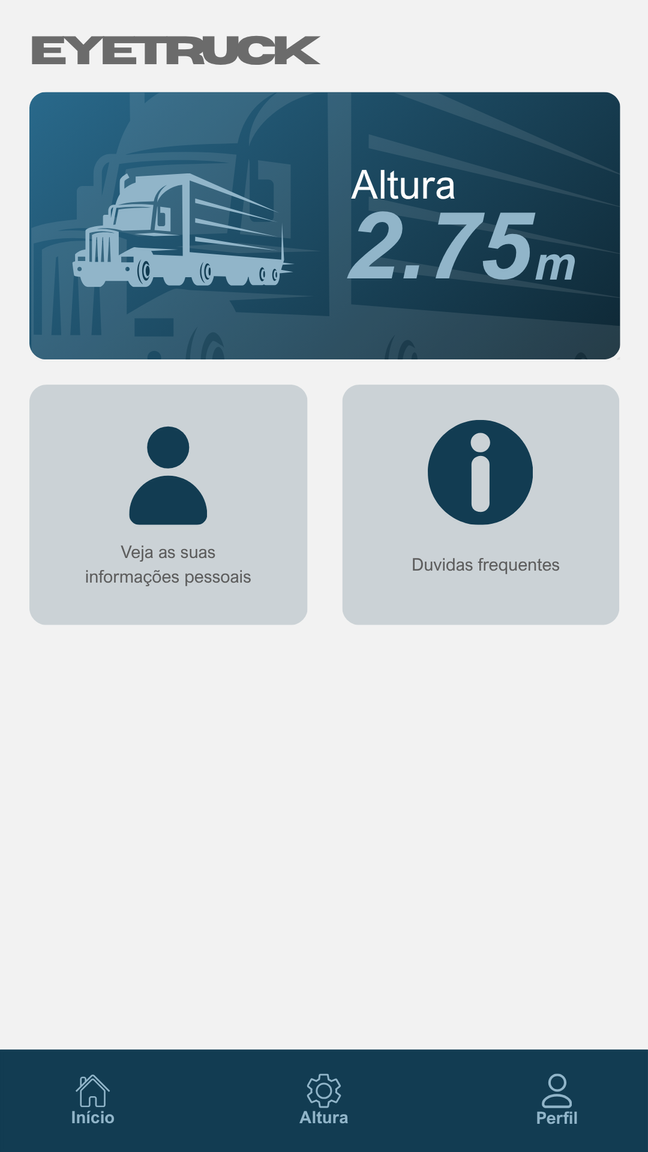 EYETRUCK
Altura
2.75m
Veja as suas
informações pessoais
Duvidas frequentes
Início
Altura
Perfil